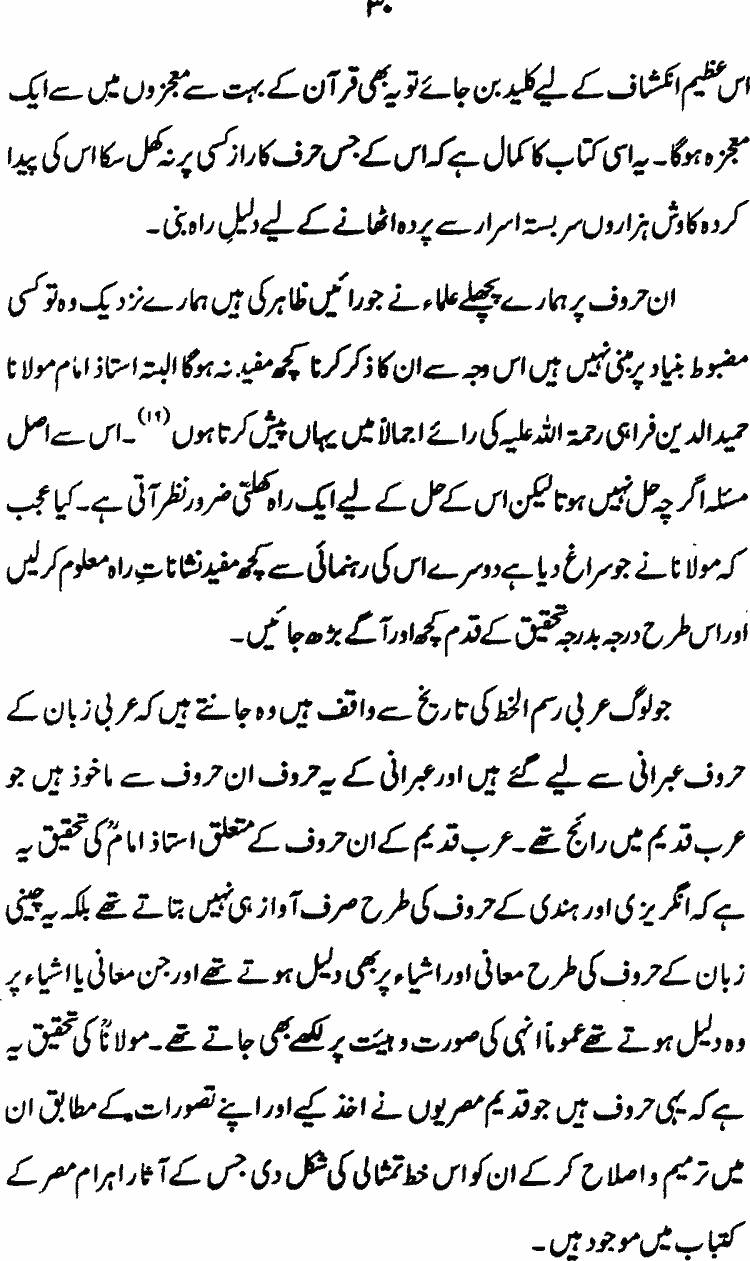 ۳۰
اس عظیم انکشاف کے لیے کلید بن جائے تو یہ بھی قرآن کے بہت سے معجزوں میں سے ایک
معجزہ ہوگا۔ یہ اسی کتاب کا کمال ہے کہ اس کے جس حرف کا راز کسی پر نہ کھل سکا اس کی پیدا
کردہ کاوش ہزاروں سربستہ اسرار سے پردہ اٹھانے کے لیے دلیلِ راہ بنی۔
ان حروف پر ہمارے پچھلے علماء نے جو رائیں ظاہر کی ہیں ہمارے نزدیک وہ تو کسی
مضبوط بنیاد پر مبنی نہیں ہیں اس وجہ سے ان کا ذکر کرنا کچھ مفید نہ ہوگا البتہ استاذ امام مولانا
حمید الدین فراہی رحمۃ اللہ علیہ کی رائے اجمالاً میں یہاں پیش کرتا ہوں(۱۶)۔ اس سے اصل
مسئلہ اگرچہ حل نہیں ہوتا لیکن اس کے حل کے لیے ایک راہ کھلتی ضرور نظر آتی ہے۔ کیا عجب
کہ مولانا نے جو سراغ دیا ہے دوسرے اس کی رہنمائی سے کچھ مفید نشاناتِ راہ معلوم کرلیں
اور اس طرح درجہ بدرجہ تحقیق کے قدم کچھ اور آگے بڑھ جائیں۔
جو لوگ عربی رسم الخط کی تاریخ سے واقف ہیں وہ جانتے ہیں کہ عربی زبان کے
حروف عبرانی سے لیے گئے ہیں اور عبرانی کے یہ حروف ان حروف سے ماخوذ ہیں جو
عرب قدیم میں رائج تھے۔ عرب قدیم کے ان حروف کے متعلق استاذ امامؒ کی تحقیق یہ
ہے کہ انگریزی اور ہندی کے حروف کی طرح صرف آواز ہی نہیں بتاتے تھے بلکہ یہ چینی
زبان کے حروف کی طرح معانی اور اشیاء پر بھی دلیل ہوتے تھے اور جن معانی یا اشیاء پر
وہ دلیل ہوتے تھے عموماً انہی کی صورت و ہیئت پر لکھے بھی جاتے تھے۔ مولاناؒ کی تحقیق یہ
ہے کہ یہی حروف ہیں جو قدیم مصریوں نے اخذ کیے اور اپنے تصورات کے مطابق ان
میں ترمیم و اصلاح کرکے ان کو اس خط تمثالی کی شکل دی جس کے آثار اہرام مصر کے
کتبات میں موجود ہیں۔